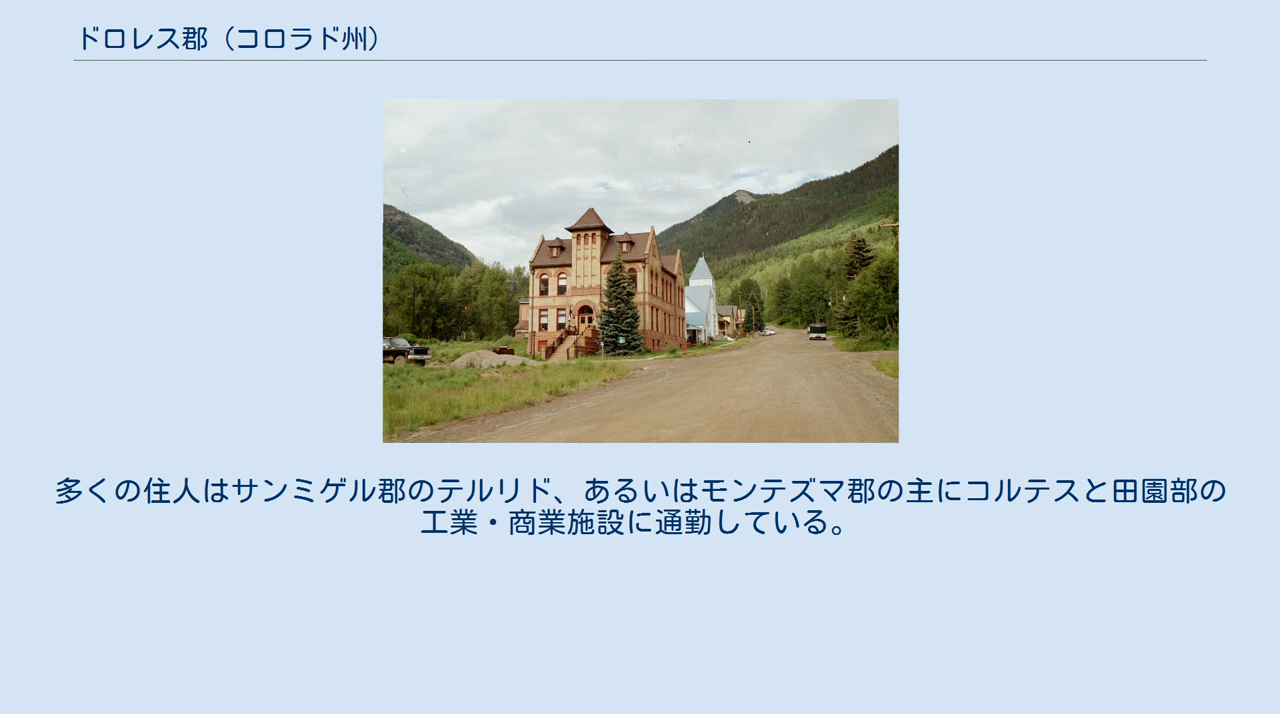 ドロレス郡（コロラド州）
多くの住人はサンミゲル郡のテルリド、あるいはモンテズマ郡の主にコルテスと田園部の
工業・商業施設に通勤している。